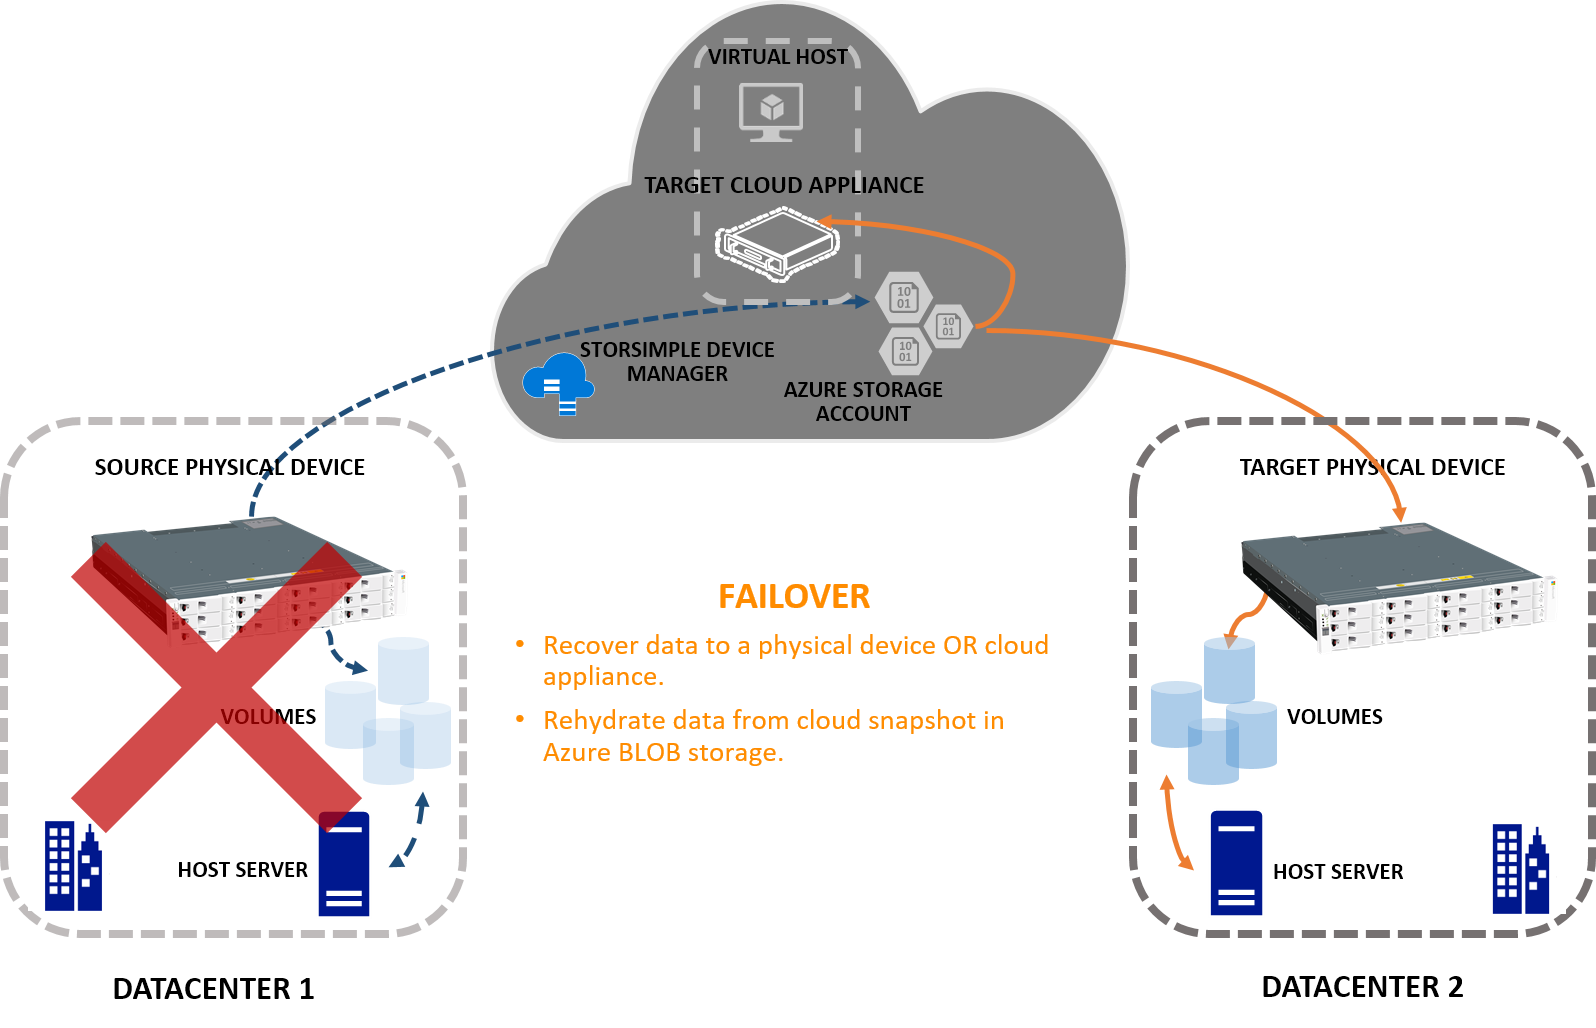 VIRTUAL HOST
TARGET CLOUD APPLIANCE
10
01
10
01
10
01
STORSIMPLE DEVICE
MANAGER
AZURE STORAGE
ACCOUNT
SOURCE PHYSICAL DEVICE
VOLUMES
HOST SERVER
DATACENTER 1
FAILOVER
• Recover data to a physical device OR cloud
appliance.
• Rehydrate data from cloud snapshot in
Azure BLOB storage.
TARGET PHYSICAL DEVICE
VOLUMES
HOST SERVER
DATACENTER 2